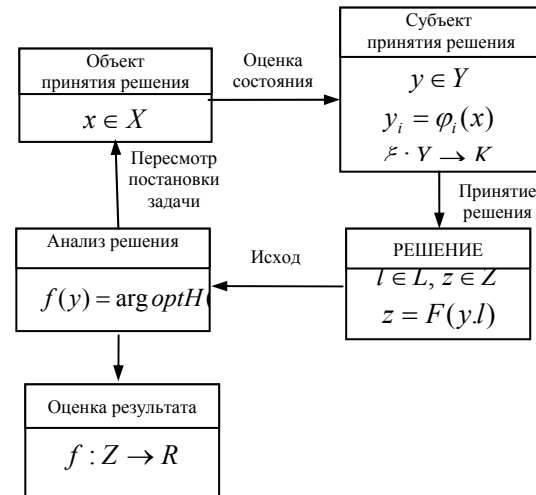 Объект
принятия решения
x ∈ X
Оценка
состояния
Субъект
принятия решения
y ∈ Y
y_i = φ_i(x)
ξ : Y → K
Принятие
решения
РЕШЕНИЕ
l ∈ L, z ∈ Z
z = F(y.l)
Исход
Анализ решения
f(y) = arg optH(
Пересмотр
постановки
задачи
Оценка результата
f : Z → R